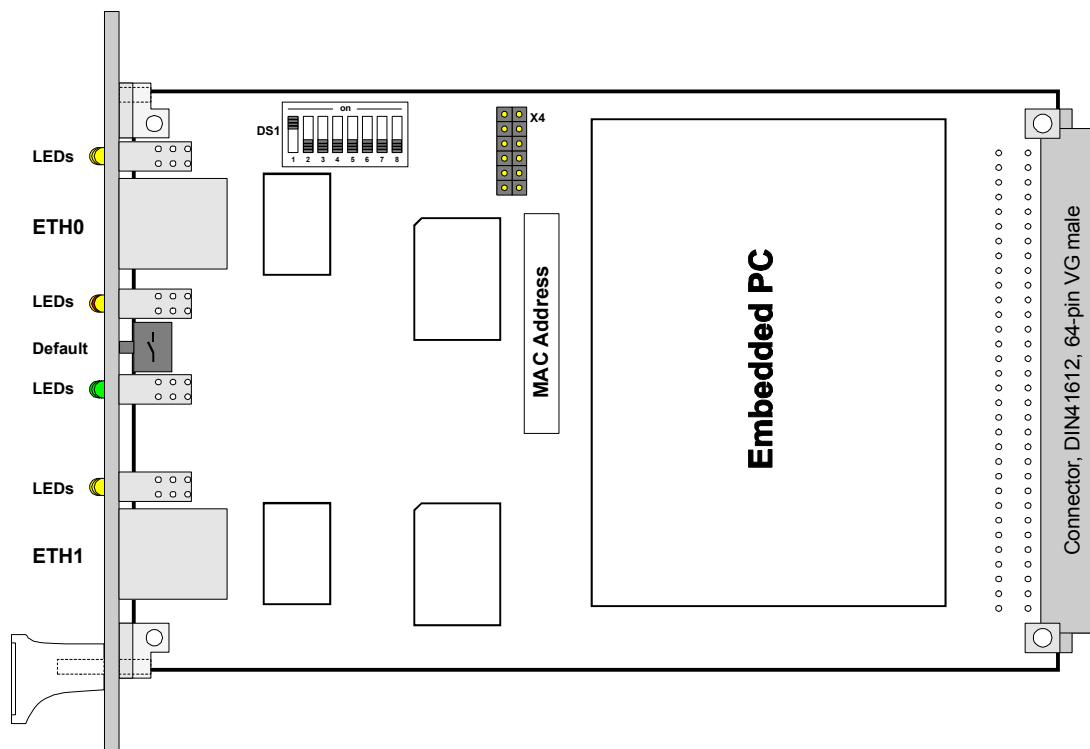 on
DS1
1 2 3 4 5 6 7 8
X4
LEDs
ETH0
LEDs
Default
LEDs
LEDs
ETH1
MAC Address
Embedded PC
Connector, DIN41612, 64-pin VG male